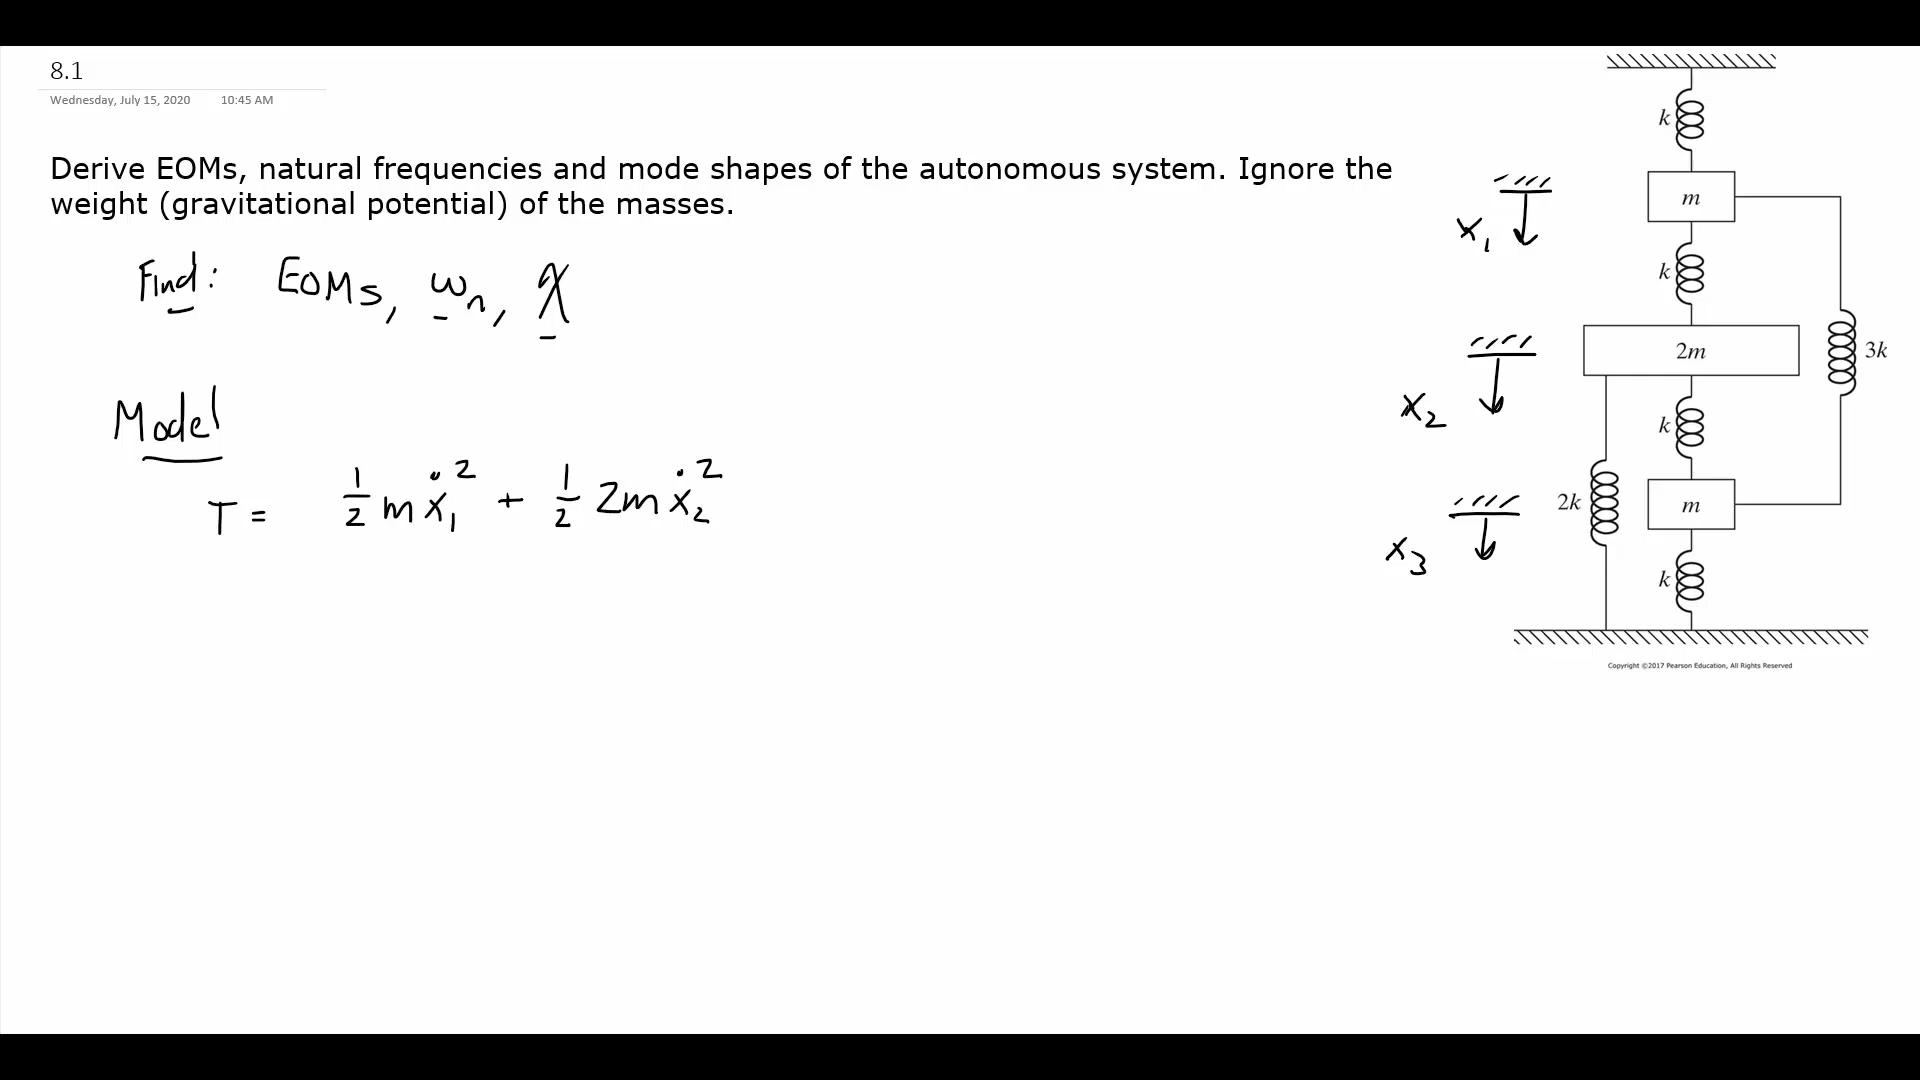 8.1
Wednesday, July 15, 2020 10:45 AM
Derive EOMs, natural frequencies and mode shapes of the autonomous system. Ignore the
weight (gravitational potential) of the masses.
Find: EOMs, ωn, X
Model
T = 1/2 m ẋ₁² + 1/2 2m ẋ₂²
x₁
x₂
x₃
k
m
k
2m
3k
k
2k
m
k
Copyright ©2017 Pearson Education, All Rights Reserved